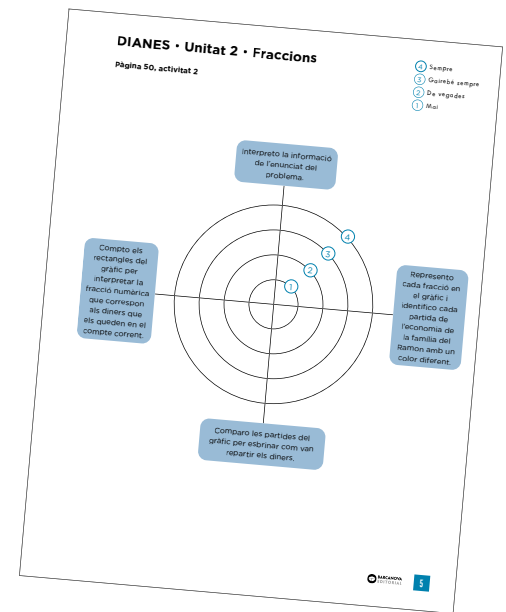 DIANES · Unitat 2 · Fraccions
Pàgina 50, activitat 2
4 Sempre
3 Gairebé sempre
2 De vegades
1 Mai
Interpreto la informació
de l'enunciat del
problema.
4
3
2
1
Compto els
rectangles del
gràfic per
interpretar la
fracció numèrica
que correspon
als diners que
els queden en el
compte corrent.
Represento
cada fracció en
el gràfic i
identifico cada
partida de
l'economia de
la família del
Ramon amb un
color diferent.
Comparo les partides del
gràfic per esbrinar com van
repartir els diners.
BARCANOVA
EDITORIAL
5